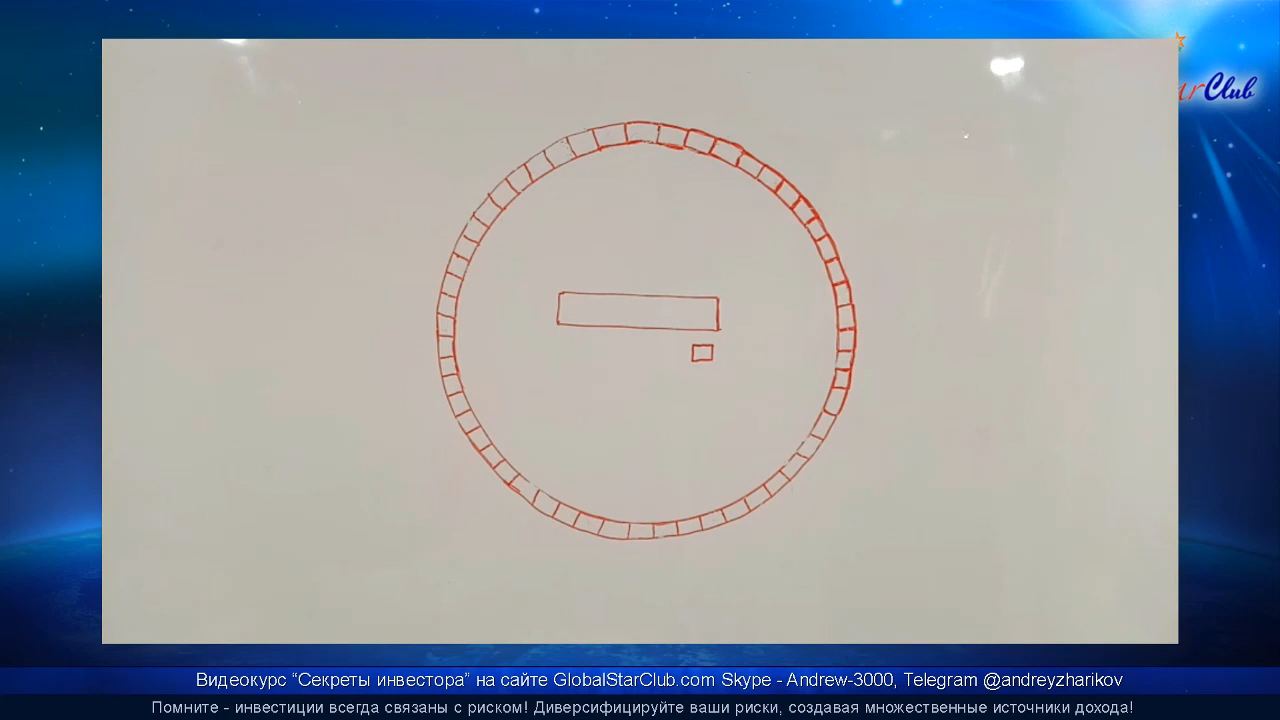 Club
Видеокурс “Секреты инвестора” на сайте GlobalStarClub.com Skype - Andrew-3000, Telegram @andreyzharikov
Помните - инвестиции всегда связаны с риском! Диверсифицируйте ваши риски, создавая множественные источники дохода!